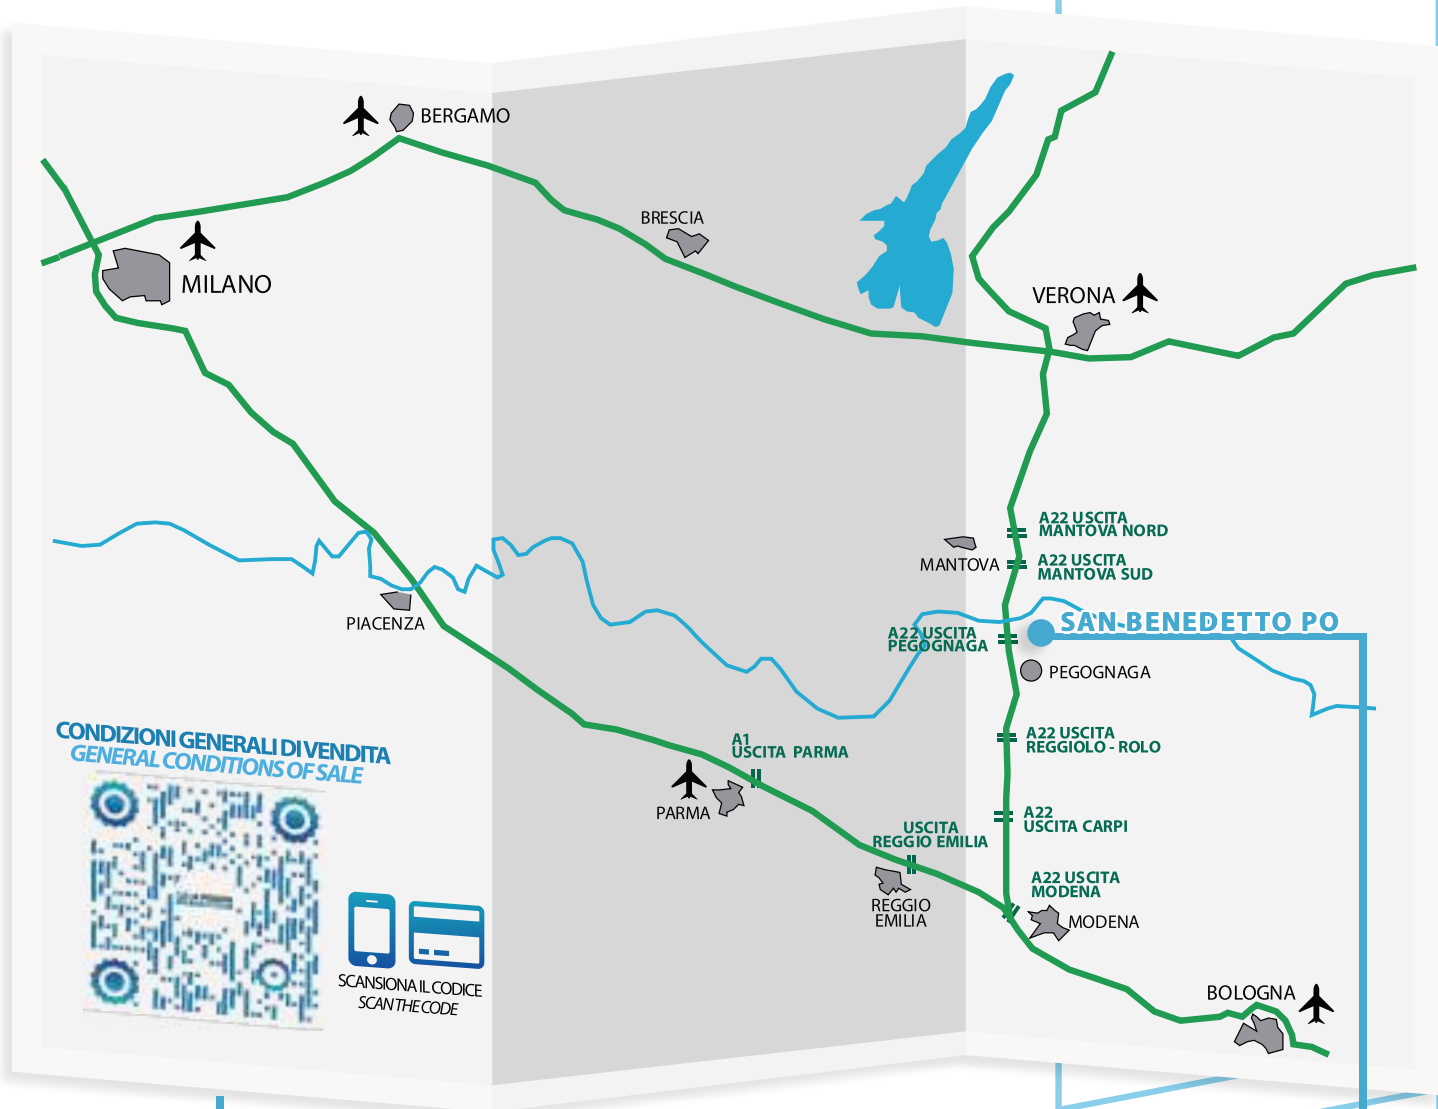 BERGAMO
BRESCIA
MILANO
VERONA
A22 USCITA
MANTOVA NORD
MANTOVA
A22 USCITA
MANTOVA SUD
PIACENZA
A22 USCITA
PEGOGNAGA
SAN BENEDETTO PO
PEGOGNAGA
CONDIZIONI GENERALI DI VENDITA
GENERAL CONDITIONS OF SALE
A1
USCITA PARMA
A22 USCITA
REGGIOLO - ROLO
PARMA
A22
USCITA CARPI
USCITA
REGGIO EMILIA
A22 USCITA
MODENA
REGGIO
EMILIA
MODENA
SCANSIONA IL CODICE
SCAN THE CODE
BOLOGNA